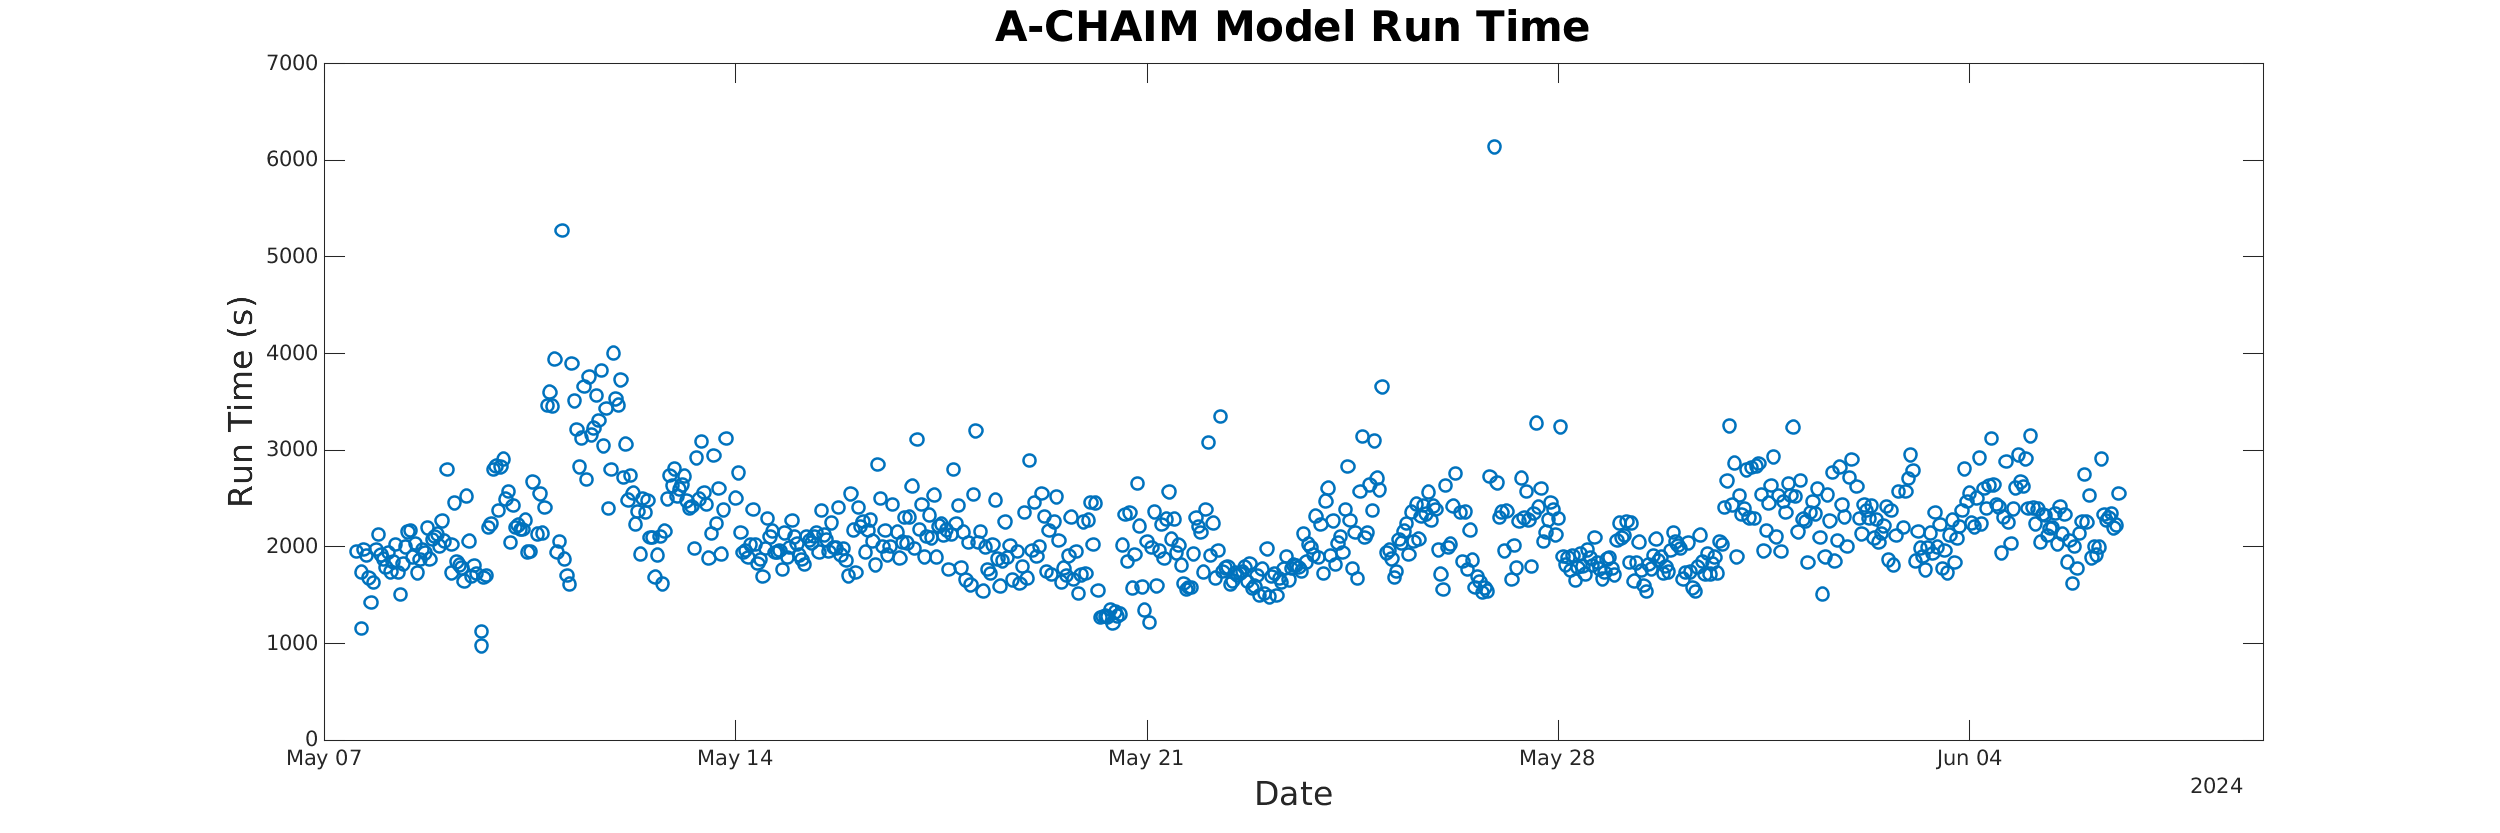 A-CHAIM Model Run Time
7000
6000
5000
4000
3000
2000
1000
0
Run Time (s)
May 07
May 14
May 21
May 28
Jun 04
2024
Date